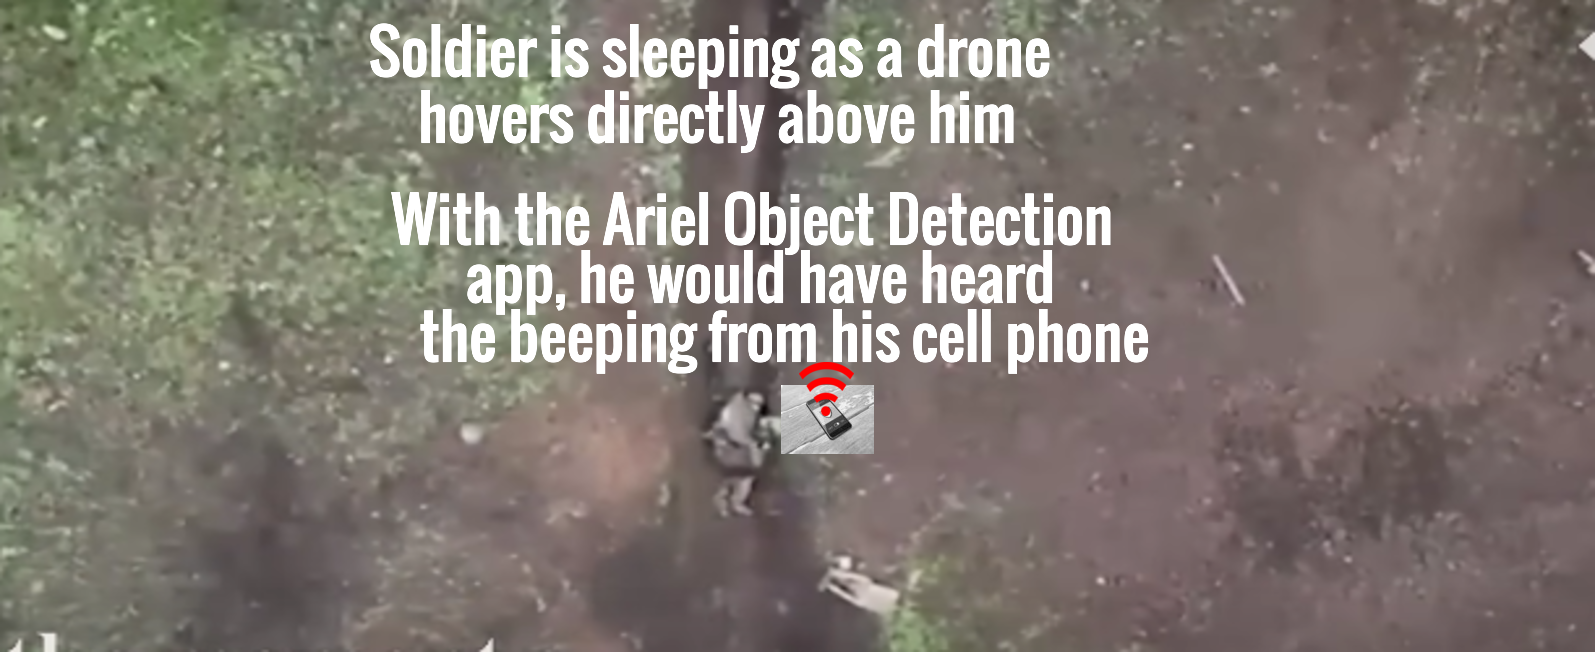 Soldier is sleeping as a drone
hovers directly above him
With the Ariel Object Detection
app, he would have heard
the beeping from his cell phone